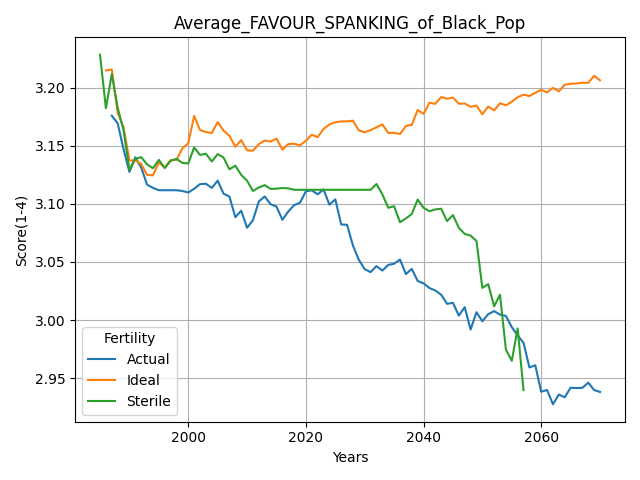 Average_FAVOUR_SPANKING_of_Black_Pop
Score(1-4)
3.20
3.15
3.10
3.05
3.00
2.95
Fertility
Actual
Ideal
Sterile
2000
2020
2040
2060
Years